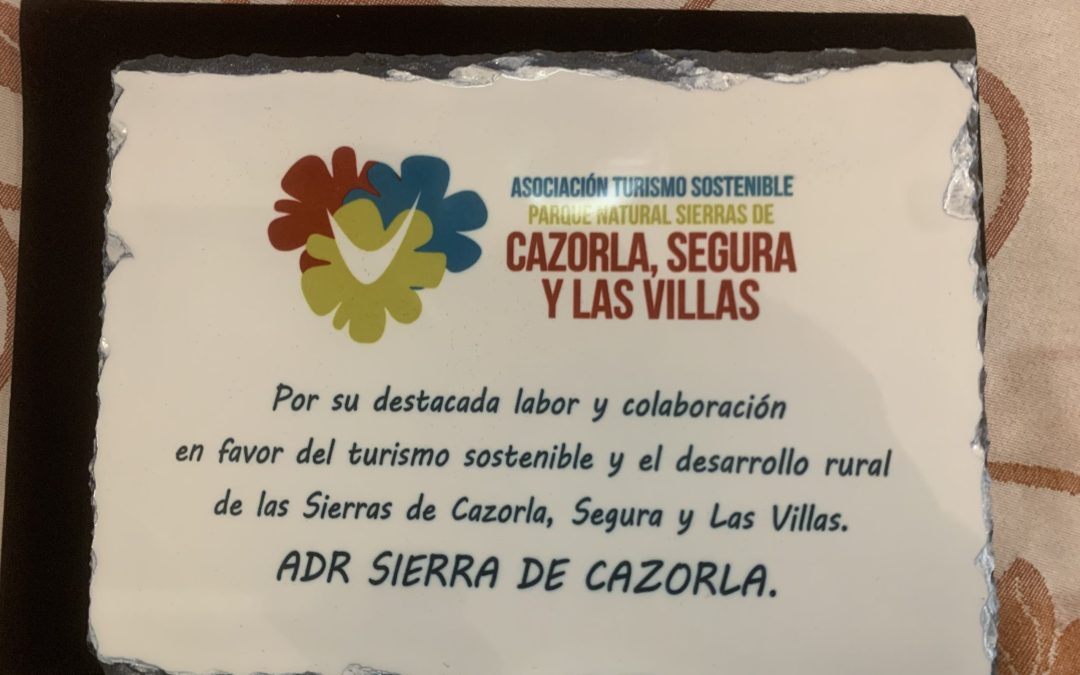 ASOCIACIÓN TURISMO SOSTENIBLE
PARQUE NATURAL SIERRAS DE
CAZORLA, SEGURA
Y LAS VILLAS
Por su destacada labor y colaboración
en favor del turismo sostenible y el desarrollo rural
de las Sierras de Cazorla, Segura y Las Villas.
ADR SIERRA DE CAZORLA.